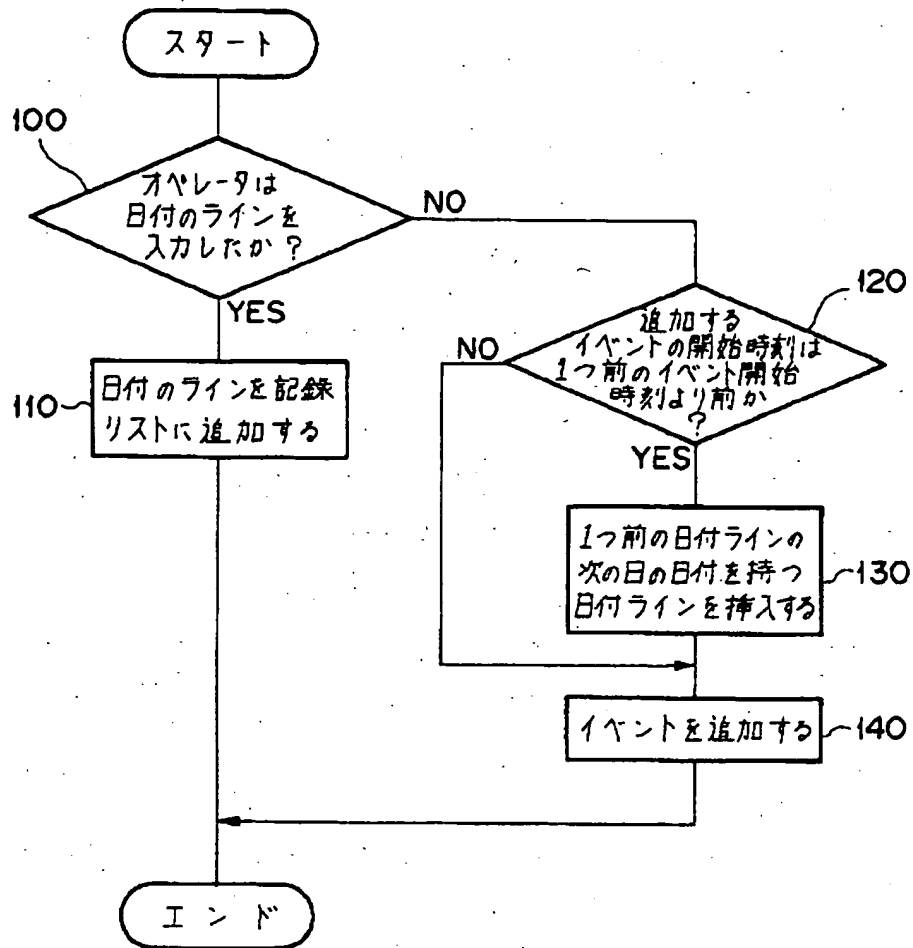 スタート
100
オペレータは
日付のラインを
入力したか?
NO
YES
110
日付のラインを記録
リストに追加する
120
追加する
イベントの開始時刻は
1つ前のイベント開始
時刻より前か
?
NO
YES
1つ前の日付ラインの
次の日の日付を持つ
日付ラインを挿入する
130
イベントを追加する
140
エンド